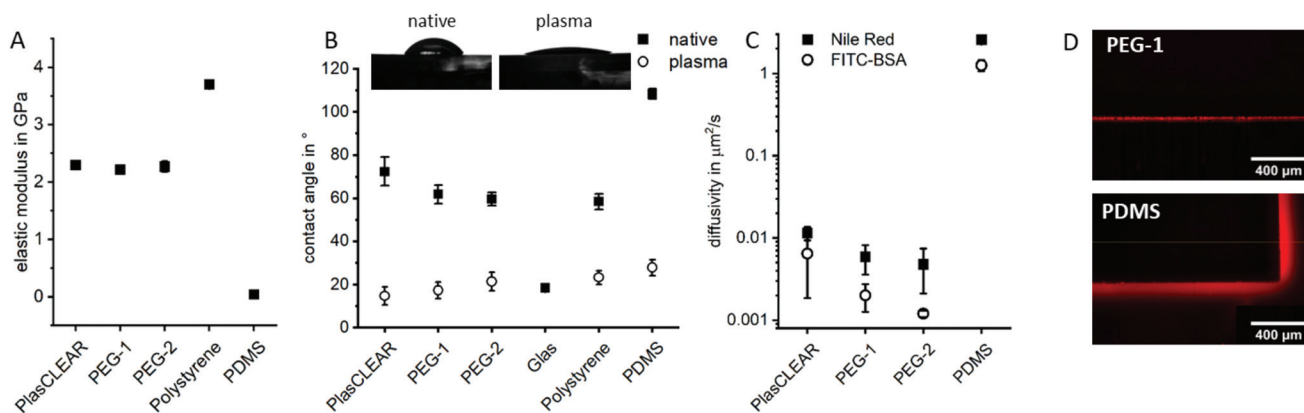 A
elastic modulus in GPa
4
3
2
1
0
PlasCLEAR
PEG-1
PEG-2
Polystyrene
PDMS
B
native
plasma
native
plasma
contact angle in °
120
100
80
60
40
20
0
PlasCLEAR
PEG-1
PEG-2
Glas
Polystyrene
PDMS
C
Nile Red
FITC-BSA
diffusivity in μm²/s
1
0.1
0.01
0.001
PlasCLEAR
PEG-1
PEG-2
PDMS
D
PEG-1
400 μm
PDMS
400 μm